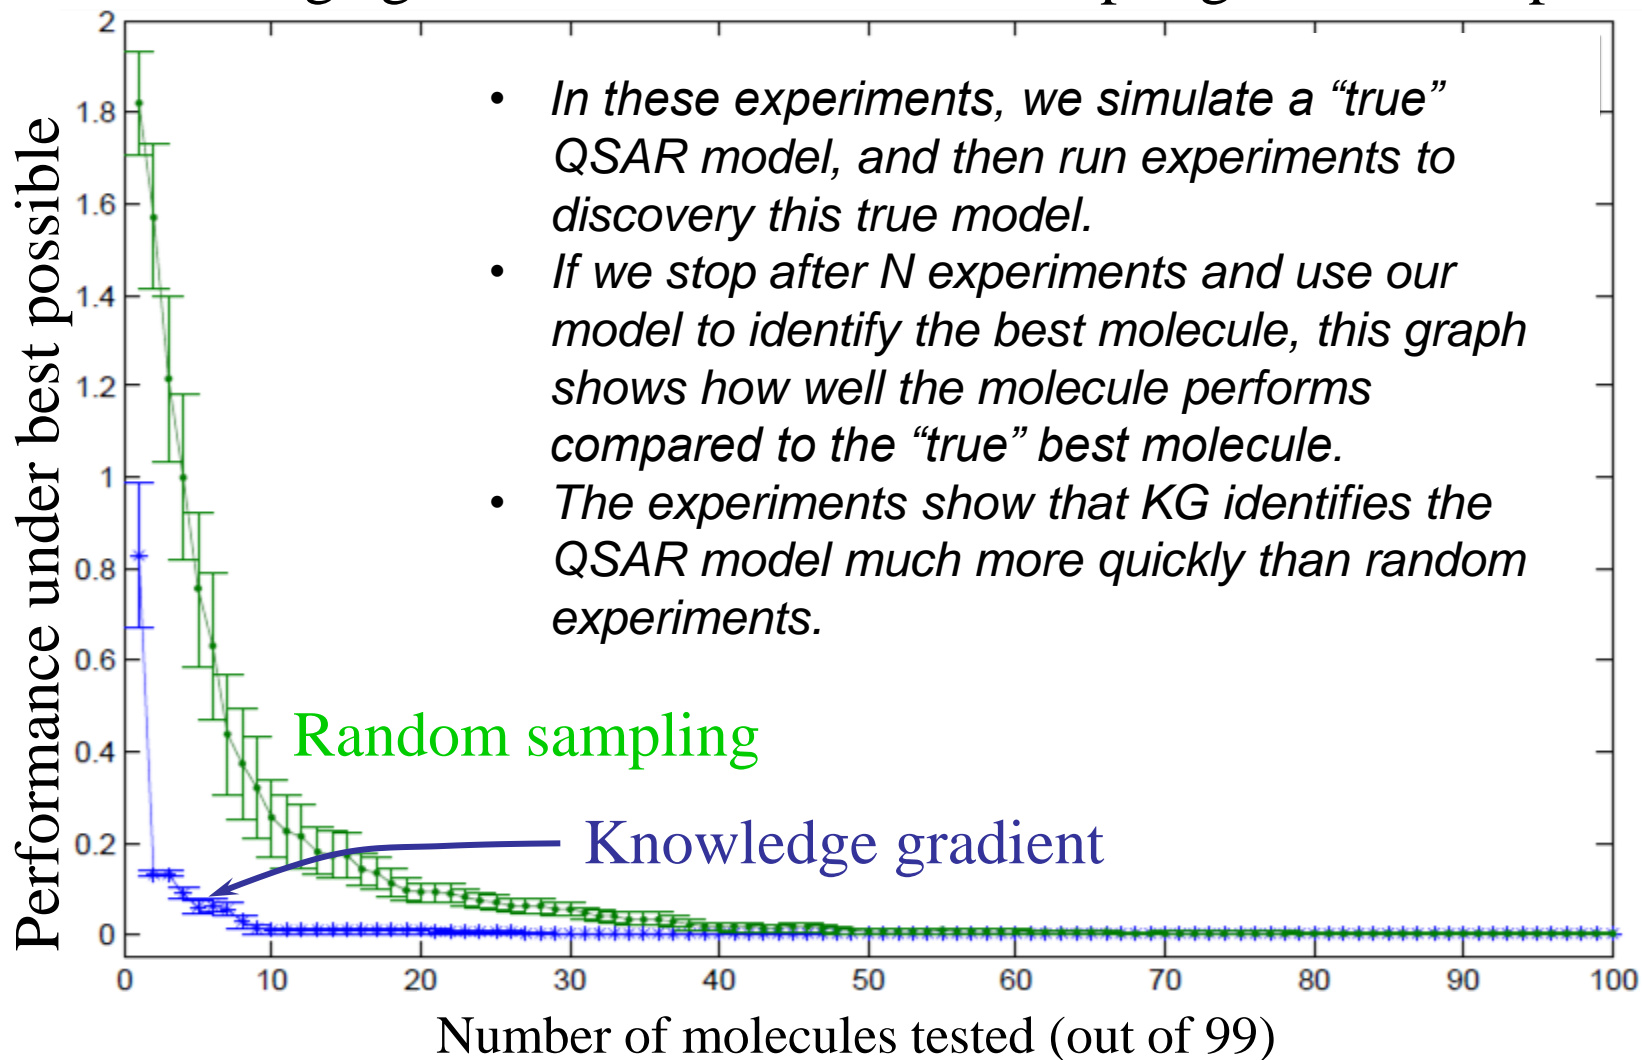 2
1.8
1.6
1.4
1.2
1
0.8
0.6
0.4
0.2
0
Performance under best possible
• In these experiments, we simulate a “true”
QSAR model, and then run experiments to
discovery this true model.
• If we stop after N experiments and use our
model to identify the best molecule, this graph
shows how well the molecule performs
compared to the “true” best molecule.
• The experiments show that KG identifies the
QSAR model much more quickly than random
experiments.
Random sampling
Knowledge gradient
0 10 20 30 40 50 60 70 80 90 100
Number of molecules tested (out of 99)